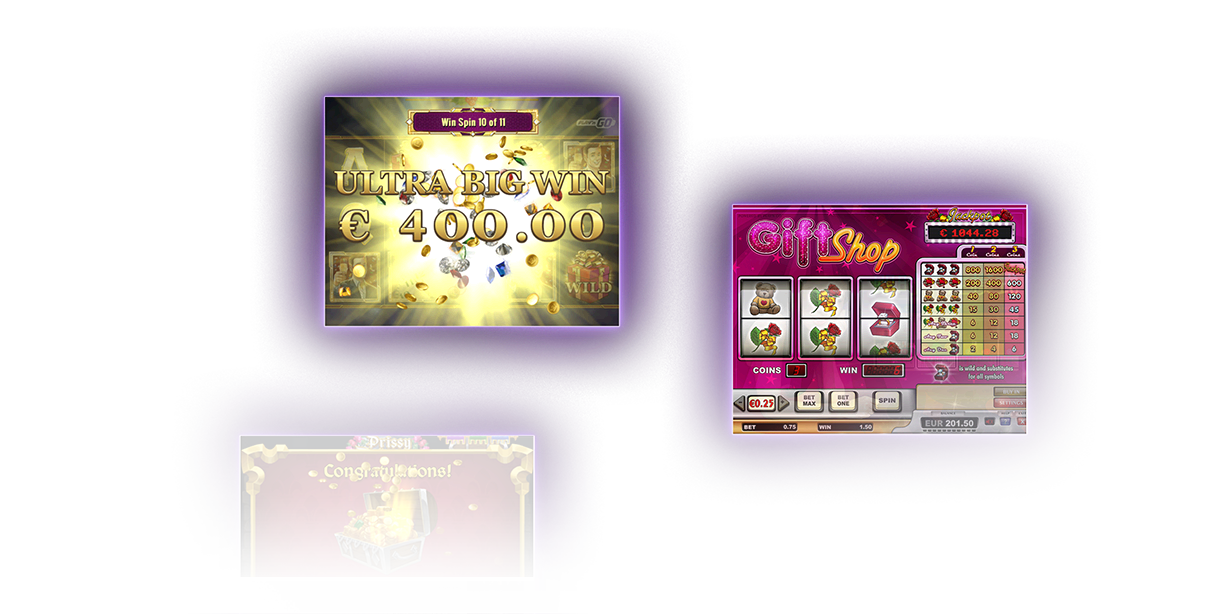 Win Spin 10 of 11
ULTRA BIG WIN
€ 400.00
WILD
Gift Shop
Jackpot
€ 1044.28
1 2 3
Coin Coins Coins
800 1600
200 400 600
40 80 120
15 30 45
6 12 18
6 12 18
2 4 6
is wild and substitutes
for all symbols
COINS 3 WIN 6
€0.25
BET MAX
BET ONE
SPIN
BET 0.75 WIN 1.50
EUR 201.50
Prissy
Congratulations!